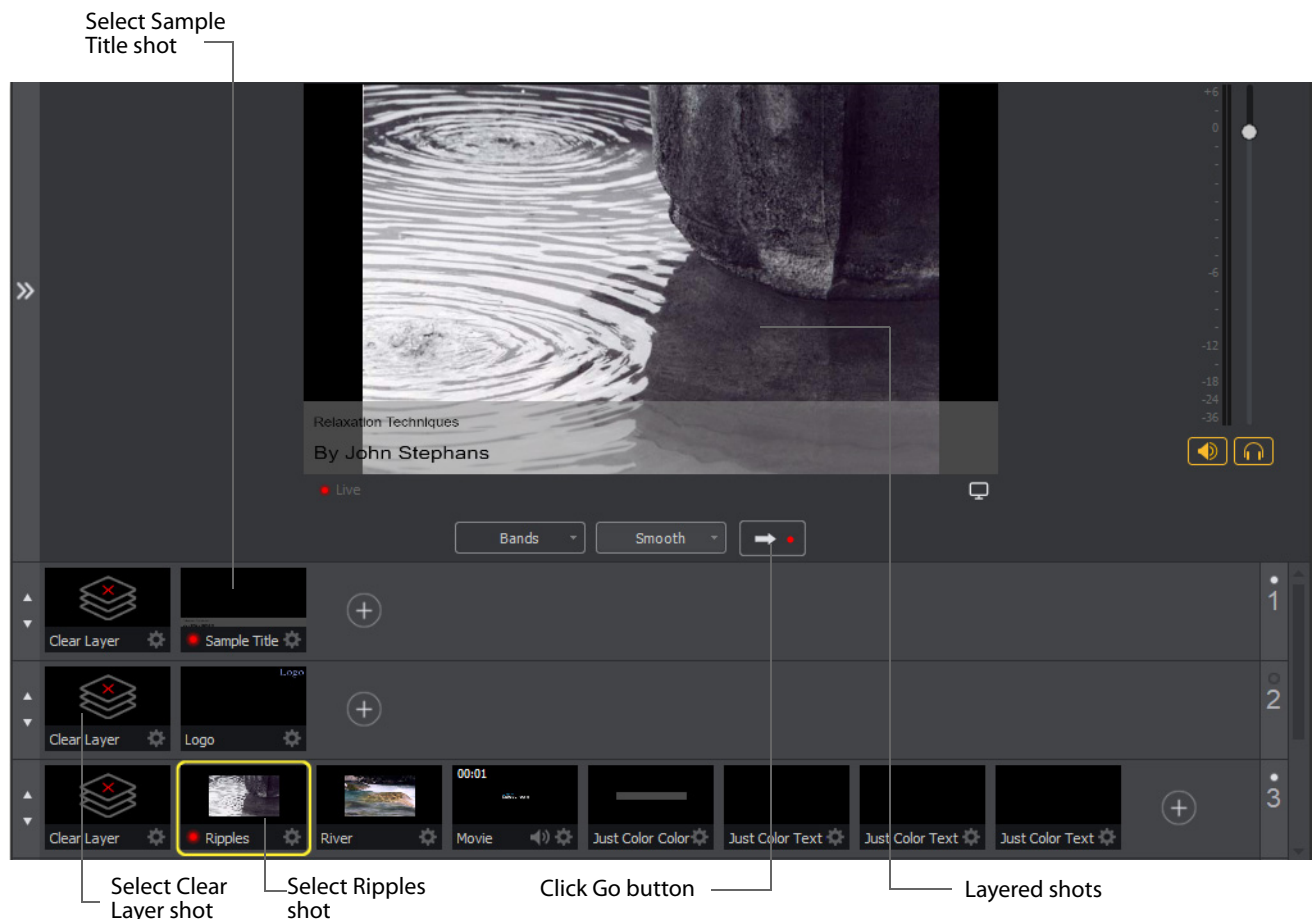 Select Sample
Title shot
+6
-
0
-
-
-
-
-6
-
-
-12
-
-18
-24
-36
Relaxation Techniques
By John Stephans
Live
Bands
Smooth
Clear Layer
Sample Title
1
Logo
Clear Layer
Logo
2
00:01
Clear Layer
Ripples
River
Movie
Just Color Color
Just Color Text
Just Color Text
Just Color Text
3
Select Clear
Layer shot
Select Ripples
shot
Click Go button
Layered shots